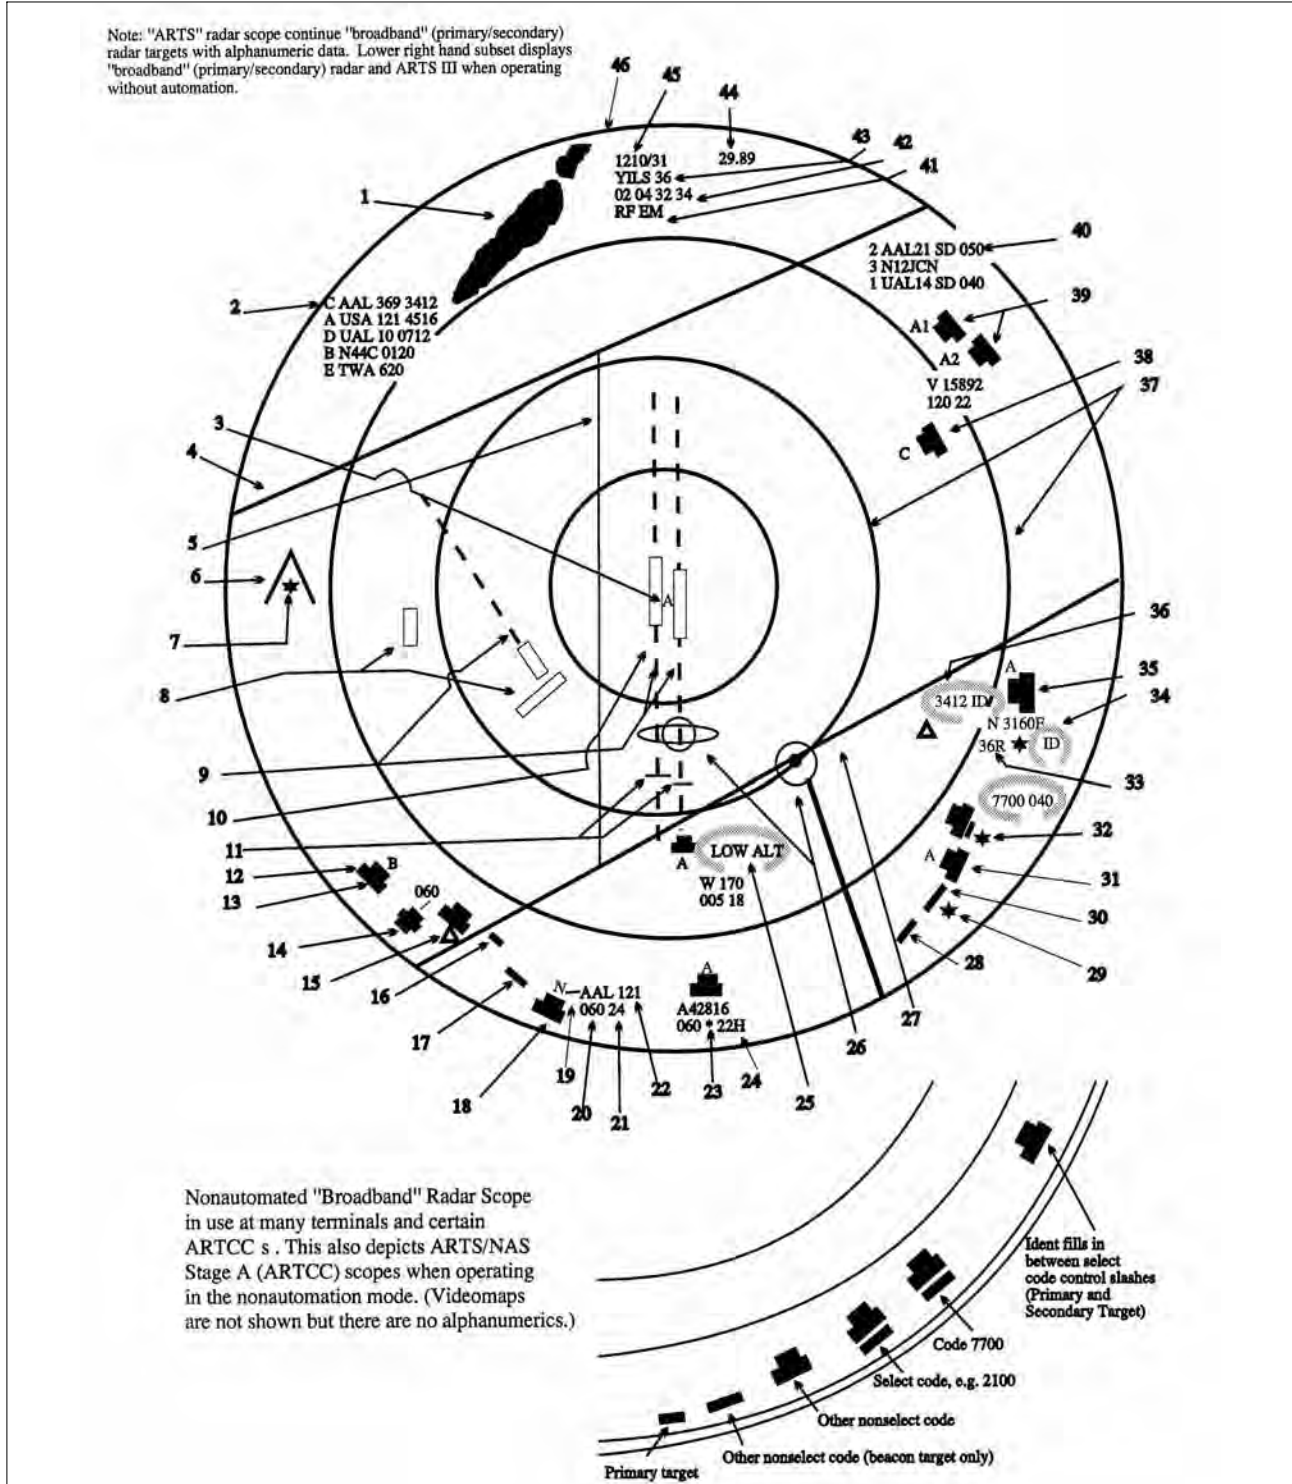 Note: "ARTS" radar scope continue "broadband" (primary/secondary)
radar targets with alphanumeric data. Lower right hand subset displays
"broadband" (primary/secondary) radar and ARTS III when operating
without automation.
46
45
44
43
42
41
1210/31
29.89
YILS 36
02 04 32 34
RF EM
1
40
2 AAL21 SD 050
3 N12JCN
1 UAL14 SD 040
2
C AAL 369 3412
A USA 121 4516
D UAL 10 0712
B N44C 0120
E TWA 620
39
A1
A2
38
V 15892
120 22
37
3
4
C
5
6
A
36
7
8
A
35
3412 ID
34
N 3160F
36R
ID
9
33
10
7700 040
32
11
A
LOW ALT
A
12
B
31
13
060
W 170
005 18
30
14
15
28
29
16
A
N
AAL 121
060 24
A42816
060 * 22H
27
17
26
18
19
20
21
22
23
24
25
Nonautomated "Broadband" Radar Scope
in use at many terminals and certain
ARTCC s . This also depicts ARTS/NAS
Stage A (ARTCC) scopes when operating
in the nonautomation mode. (Videomaps
are not shown but there are no alphanumerics.)
Ident fills in
between select
code control slashes
(Primary and
Secondary Target)
Code 7700
Select code, e.g. 2100
Other nonselect code
Other nonselect code (beacon target only)
Primary target